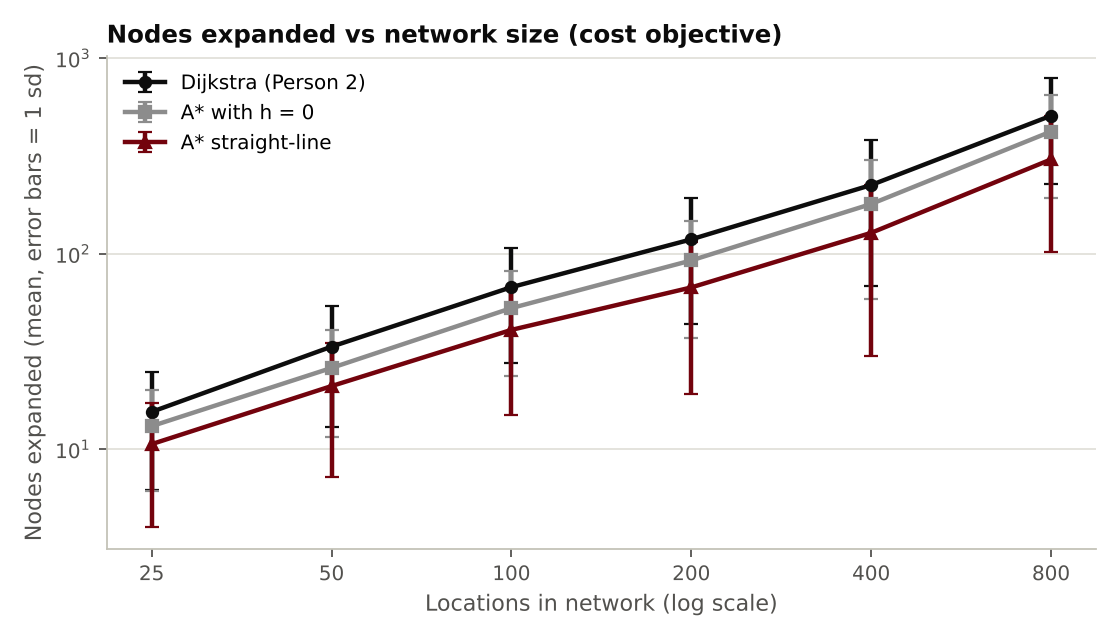 Nodes expanded vs network size (cost objective)
Nodes expanded (mean, error bars = 1 sd)
10³
10²
10¹
Dijkstra (Person 2)
A* with h = 0
A* straight-line
25 50 100 200 400 800
Locations in network (log scale)